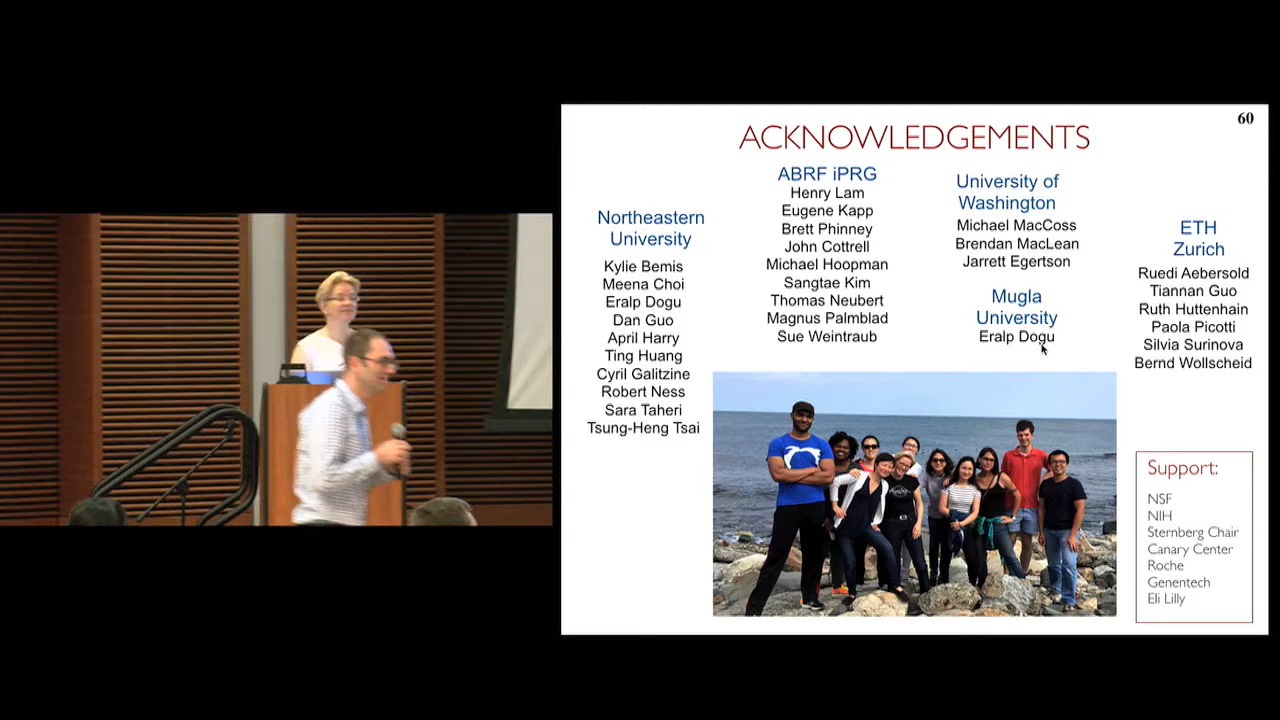 60
ACKNOWLEDGEMENTS
Northeastern
University
Kylie Bemis
Meena Choi
Eralp Dogu
Dan Guo
April Harry
Ting Huang
Cyril Galitzine
Robert Ness
Sara Taheri
Tsung-Heng Tsai
ABRF iPRG
Henry Lam
Eugene Kapp
Brett Phinney
John Cottrell
Michael Hoopman
Sangtae Kim
Thomas Neubert
Magnus Palmblad
Sue Weintraub
University of
Washington
Michael MacCoss
Brendan MacLean
Jarrett Egertson
Mugla
University
Eralp Dogu
ETH
Zurich
Ruedi Aebersold
Tiannan Guo
Ruth Huttenhain
Paola Picotti
Silvia Surinova
Bernd Wollscheid
Support:
NSF
NIH
Sternberg Chair
Canary Center
Roche
Genentech
Eli Lilly